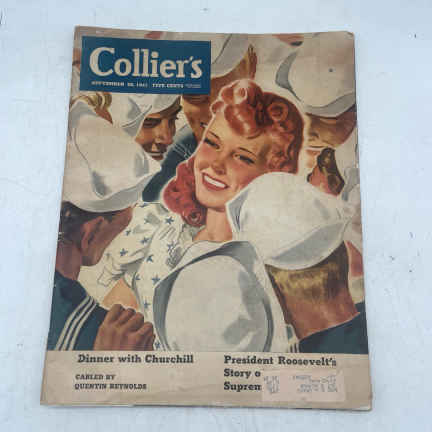 Collier's
SEPTEMBER 20, 1941 FIVE CENTS
Dinner with Churchill
CABLED BY
QUENTIN REYNOLDS
President Roosevelt's
Story o
Suprem